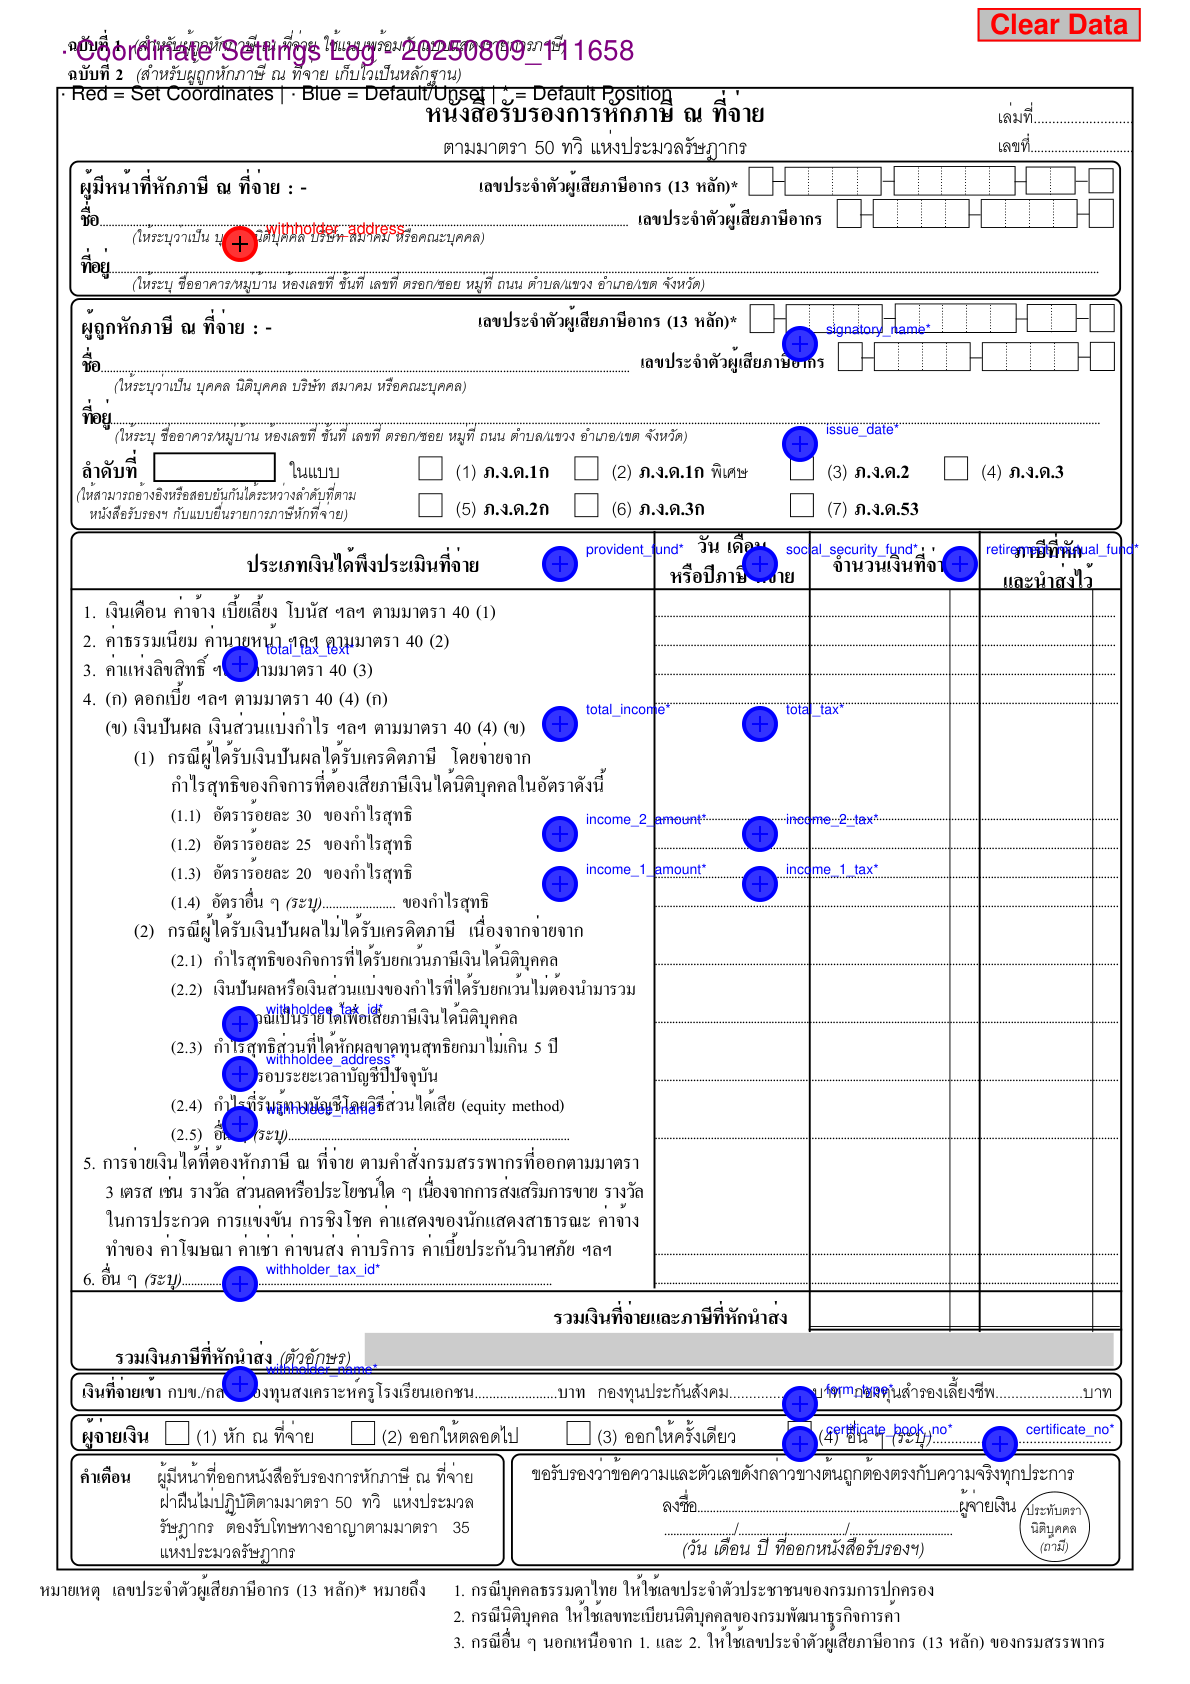 Clear Data
ฉบับที่ 1 (สำหรับผู้ถูกหักภาษี ณ ที่จ่าย ใช้แนบพร้อมกับแบบแสดงรายการภาษี)
· Coordinate Settings Log - 20250809_111658
ฉบับที่ 2 (สำหรับผู้ถูกหักภาษี ณ ที่จ่าย เก็บไว้เป็นหลักฐาน)
· Red = Set Coordinates | · Blue = Default/Unset | * = Default Position
หนังสือรับรองการหักภาษี ณ ที่จ่าย
เล่มที่
ตามมาตรา 50 ทวิ แห่งประมวลรัษฎากร
เลขที่
ผู้มีหน้าที่หักภาษี ณ ที่จ่าย : - เลขประจำตัวผู้เสียภาษีอากร (13 หลัก)*
ชื่อ เลขประจำตัวผู้เสียภาษีอากร
withholder_address
(ให้ระบุว่าเป็น บุคคล นิติบุคคล บริษัท สมาคม หรือคณะบุคคล)
ที่อยู่
(ให้ระบุ ชื่ออาคาร/หมู่บ้าน ห้องเลขที่ ชั้นที่ เลขที่ ตรอก/ซอย หมู่ที่ ถนน ตำบล/แขวง อำเภอ/เขต จังหวัด)
ผู้ถูกหักภาษี ณ ที่จ่าย : - เลขประจำตัวผู้เสียภาษีอากร (13 หลัก)*
signatory_name*
ชื่อ เลขประจำตัวผู้เสียภาษีอากร
(ให้ระบุว่าเป็น บุคคล นิติบุคคล บริษัท สมาคม หรือคณะบุคคล)
ที่อยู่
(ให้ระบุ ชื่ออาคาร/หมู่บ้าน ห้องเลขที่ ชั้นที่ เลขที่ ตรอก/ซอย หมู่ที่ ถนน ตำบล/แขวง อำเภอ/เขต จังหวัด)
issue_date*
ลำดับที่ ในแบบ (1) ภ.ง.ด.1ก (2) ภ.ง.ด.1ก พิเศษ (3) ภ.ง.ด.2 (4) ภ.ง.ด.3
(ให้สามารถอ้างอิงหรือสอบยันกันได้ระหว่างลำดับที่ตาม
หนังสือรับรองฯ กับแบบยื่นรายการภาษีหักที่จ่าย) (5) ภ.ง.ด.2ก (6) ภ.ง.ด.3ก (7) ภ.ง.ด.53
provident_fund* social_security_fund* retirement_mutual_fund*
ประเภทเงินได้พึงประเมินที่จ่าย วัน เดือน หรือปีภาษี ที่จ่าย จำนวนเงินที่จ่าย ภาษีที่หัก และนำส่งไว้
1. เงินเดือน ค่าจ้าง เบี้ยเลี้ยง โบนัส ฯลฯ ตามมาตรา 40 (1)
2. ค่าธรรมเนียม ค่านายหน้า ฯลฯ ตามมาตรา 40 (2)
total_tax_text*
3. ค่าแห่งลิขสิทธิ์ ฯลฯ ตามมาตรา 40 (3)
4. (ก) ดอกเบี้ย ฯลฯ ตามมาตรา 40 (4) (ก)
total_income* total_tax*
(ข) เงินปันผล เงินส่วนแบ่งกำไร ฯลฯ ตามมาตรา 40 (4) (ข)
(1) กรณีผู้ได้รับเงินปันผลได้รับเครดิตภาษี โดยจ่ายจาก
กำไรสุทธิของกิจการที่ต้องเสียภาษีเงินได้นิติบุคคลในอัตราดังนี้
(1.1) อัตราร้อยละ 30 ของกำไรสุทธิ
income_2_amount* income_2_tax*
(1.2) อัตราร้อยละ 25 ของกำไรสุทธิ
(1.3) อัตราร้อยละ 20 ของกำไรสุทธิ
income_1_amount* income_1_tax*
(1.4) อัตราอื่น ๆ (ระบุ) ของกำไรสุทธิ
(2) กรณีผู้ได้รับเงินปันผลไม่ได้รับเครดิตภาษี เนื่องจากจ่ายจาก
(2.1) กำไรสุทธิของกิจการที่ได้รับยกเว้นภาษีเงินได้นิติบุคคล
(2.2) เงินปันผลหรือเงินส่วนแบ่งของกำไรที่ได้รับยกเว้นไม่ต้องนำมารวม
withholdee_tax_id*
คำนวณเป็นรายได้เพื่อเสียภาษีเงินได้นิติบุคคล
(2.3) กำไรสุทธิส่วนที่ได้หักผลขาดทุนสุทธิยกมาไม่เกิน 5 ปี
withholdee_address*
ก่อนรอบระยะเวลาบัญชีปีปัจจุบัน
(2.4) กำไรที่รับรู้ทางบัญชีโดยวิธีส่วนได้เสีย (equity method)
withholdee_name*
(2.5) อื่น ๆ (ระบุ)
5. การจ่ายเงินได้ที่ต้องหักภาษี ณ ที่จ่าย ตามคำสั่งกรมสรรพากรที่ออกตามมาตรา
3 เตรส เช่น รางวัล ส่วนลดหรือประโยชน์ใด ๆ เนื่องจากการส่งเสริมการขาย รางวัล
ในการประกวด การแข่งขัน การชิงโชค ค่าแสดงของนักแสดงสาธารณะ ค่าจ้าง
ทำของ ค่าโฆษณา ค่าเช่า ค่าขนส่ง ค่าบริการ ค่าเบี้ยประกันวินาศภัย ฯลฯ
withholder_tax_id*
6. อื่น ๆ (ระบุ)
รวมเงินที่จ่ายและภาษีที่หักนำส่ง
รวมเงินภาษีที่หักนำส่ง (ตัวอักษร)
withholder_name*
เงินที่จ่ายเข้า กบข./กสจ./กองทุนสงเคราะห์ครูโรงเรียนเอกชน บาท กองทุนประกันสังคม บาท กองทุนสำรองเลี้ยงชีพ บาท
form_type*
certificate_book_no* certificate_no*
ผู้จ่ายเงิน (1) หัก ณ ที่จ่าย (2) ออกให้ตลอดไป (3) ออกให้ครั้งเดียว (4) อื่น ๆ (ระบุ)
คำเตือน ผู้มีหน้าที่ออกหนังสือรับรองการหักภาษี ณ ที่จ่าย
ฝ่าฝืนไม่ปฏิบัติตามมาตรา 50 ทวิ แห่งประมวล
รัษฎากร ต้องรับโทษทางอาญาตามมาตรา 35
แห่งประมวลรัษฎากร
ขอรับรองว่าข้อความและตัวเลขดังกล่าวข้างต้นถูกต้องตรงกับความจริงทุกประการ
ลงชื่อ ผู้จ่ายเงิน
/ /
(วัน เดือน ปี ที่ออกหนังสือรับรองฯ)
ประทับตรา
นิติบุคคล
(ถ้ามี)
หมายเหตุ เลขประจำตัวผู้เสียภาษีอากร (13 หลัก)* หมายถึง 1. กรณีบุคคลธรรมดาไทย ให้ใช้เลขประจำตัวประชาชนของกรมการปกครอง
2. กรณีนิติบุคคล ให้ใช้เลขทะเบียนนิติบุคคลของกรมพัฒนาธุรกิจการค้า
3. กรณีอื่น ๆ นอกเหนือจาก 1. และ 2. ให้ใช้เลขประจำตัวผู้เสียภาษีอากร (13 หลัก) ของกรมสรรพากร